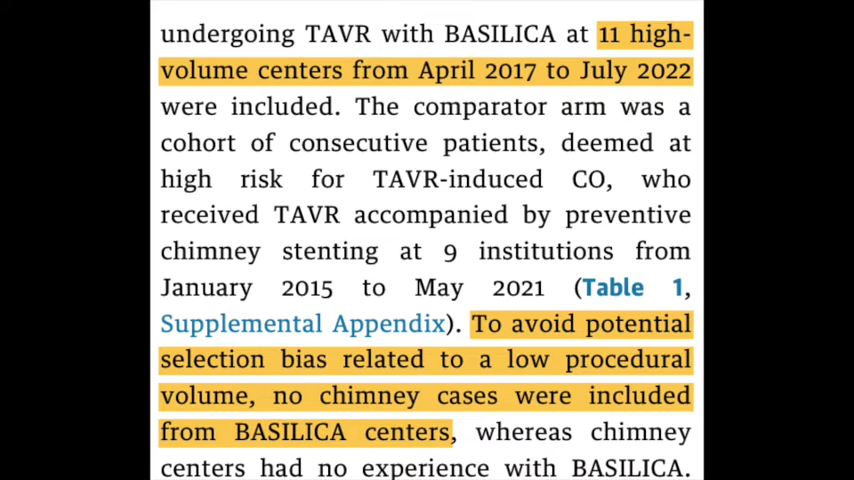 undergoing TAVR with BASILICA at 11 high-
volume centers from April 2017 to July 2022
were included. The comparator arm was a
cohort of consecutive patients, deemed at
high risk for TAVR-induced CO, who
received TAVR accompanied by preventive
chimney stenting at 9 institutions from
January 2015 to May 2021 (Table 1,
Supplemental Appendix). To avoid potential
selection bias related to a low procedural
volume, no chimney cases were included
from BASILICA centers, whereas chimney
centers had no experience with BASILICA.